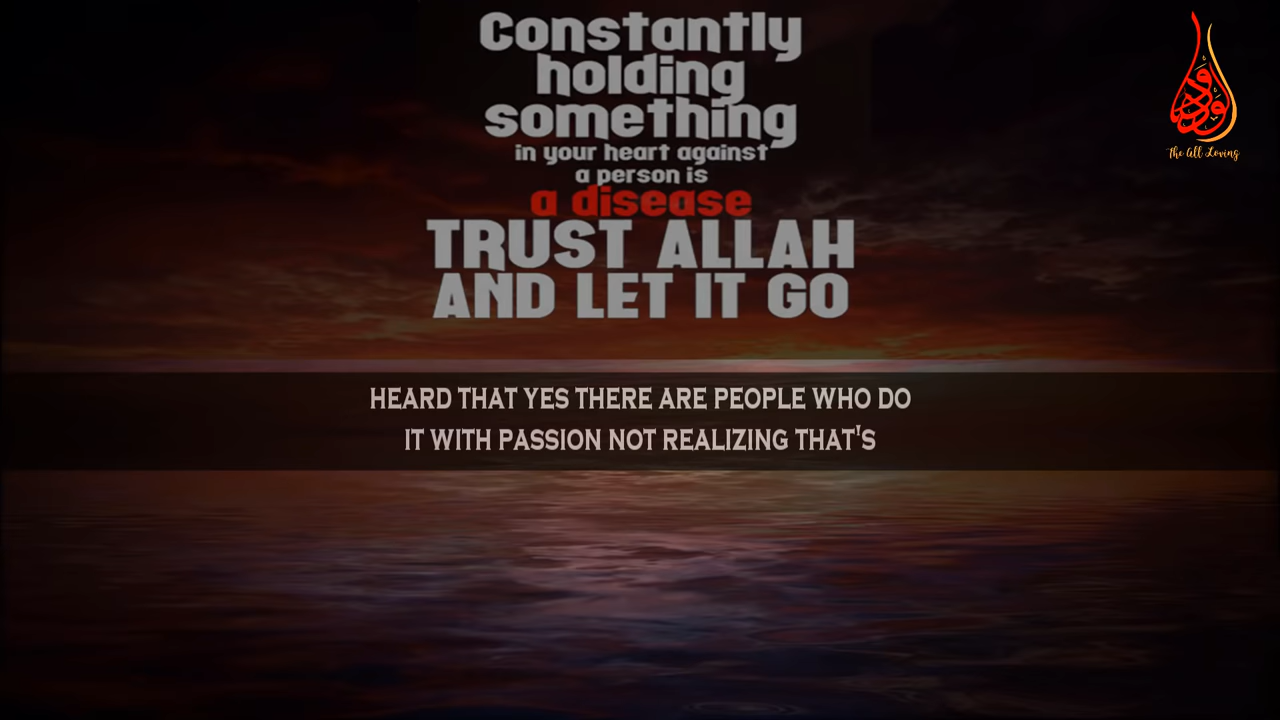 Constantly
holding
something
in your heart against
a person is
a disease
TRUST ALLAH
AND LET IT GO
The All Loving
HEARD THAT YES THERE ARE PEOPLE WHO DO
IT WITH PASSION NOT REALIZING THAT'S